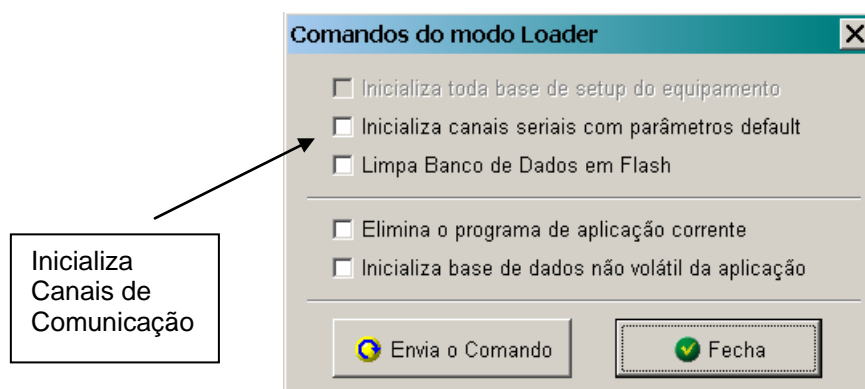 Comandos do modo Loader
Inicializa toda base de setup do equipamento
Inicializa canais seriais com parâmetros default
Limpa Banco de Dados em Flash
Elimina o programa de aplicação corrente
Inicializa base de dados não volátil da aplicação
Envia o Comando
Fecha
Inicializa
Canais de
Comunicação